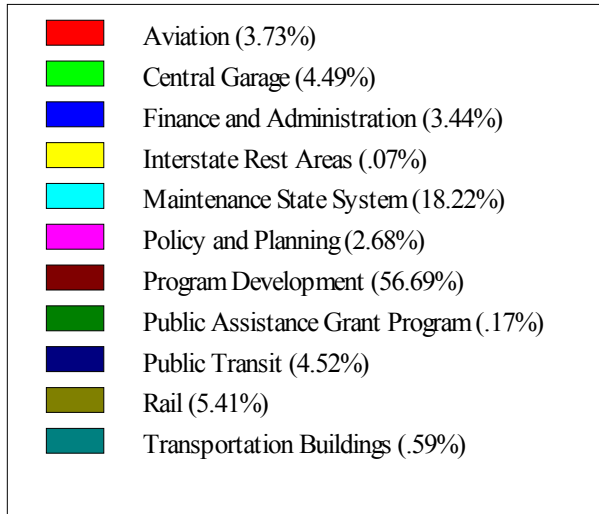 Aviation (3.73%)
Central Garage (4.49%)
Finance and Administration (3.44%)
Interstate Rest Areas (.07%)
Maintenance State System (18.22%)
Policy and Planning (2.68%)
Program Development (56.69%)
Public Assistance Grant Program (.17%)
Public Transit (4.52%)
Rail (5.41%)
Transportation Buildings (.59%)